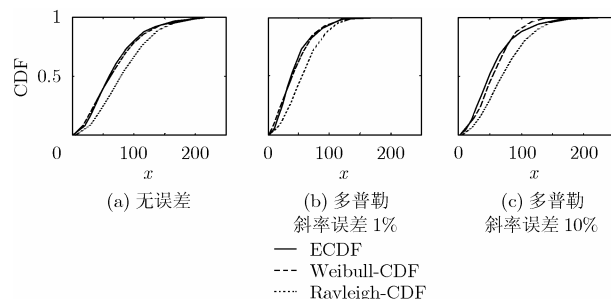 1
0.5
CDF
0 100 200
0 100 200
0 100 200
x
x
x
(a) 无误差
(b) 多普勒
斜率误差 1%
(c) 多普勒
斜率误差 10%
ECDF
Weibull-CDF
Rayleigh-CDF